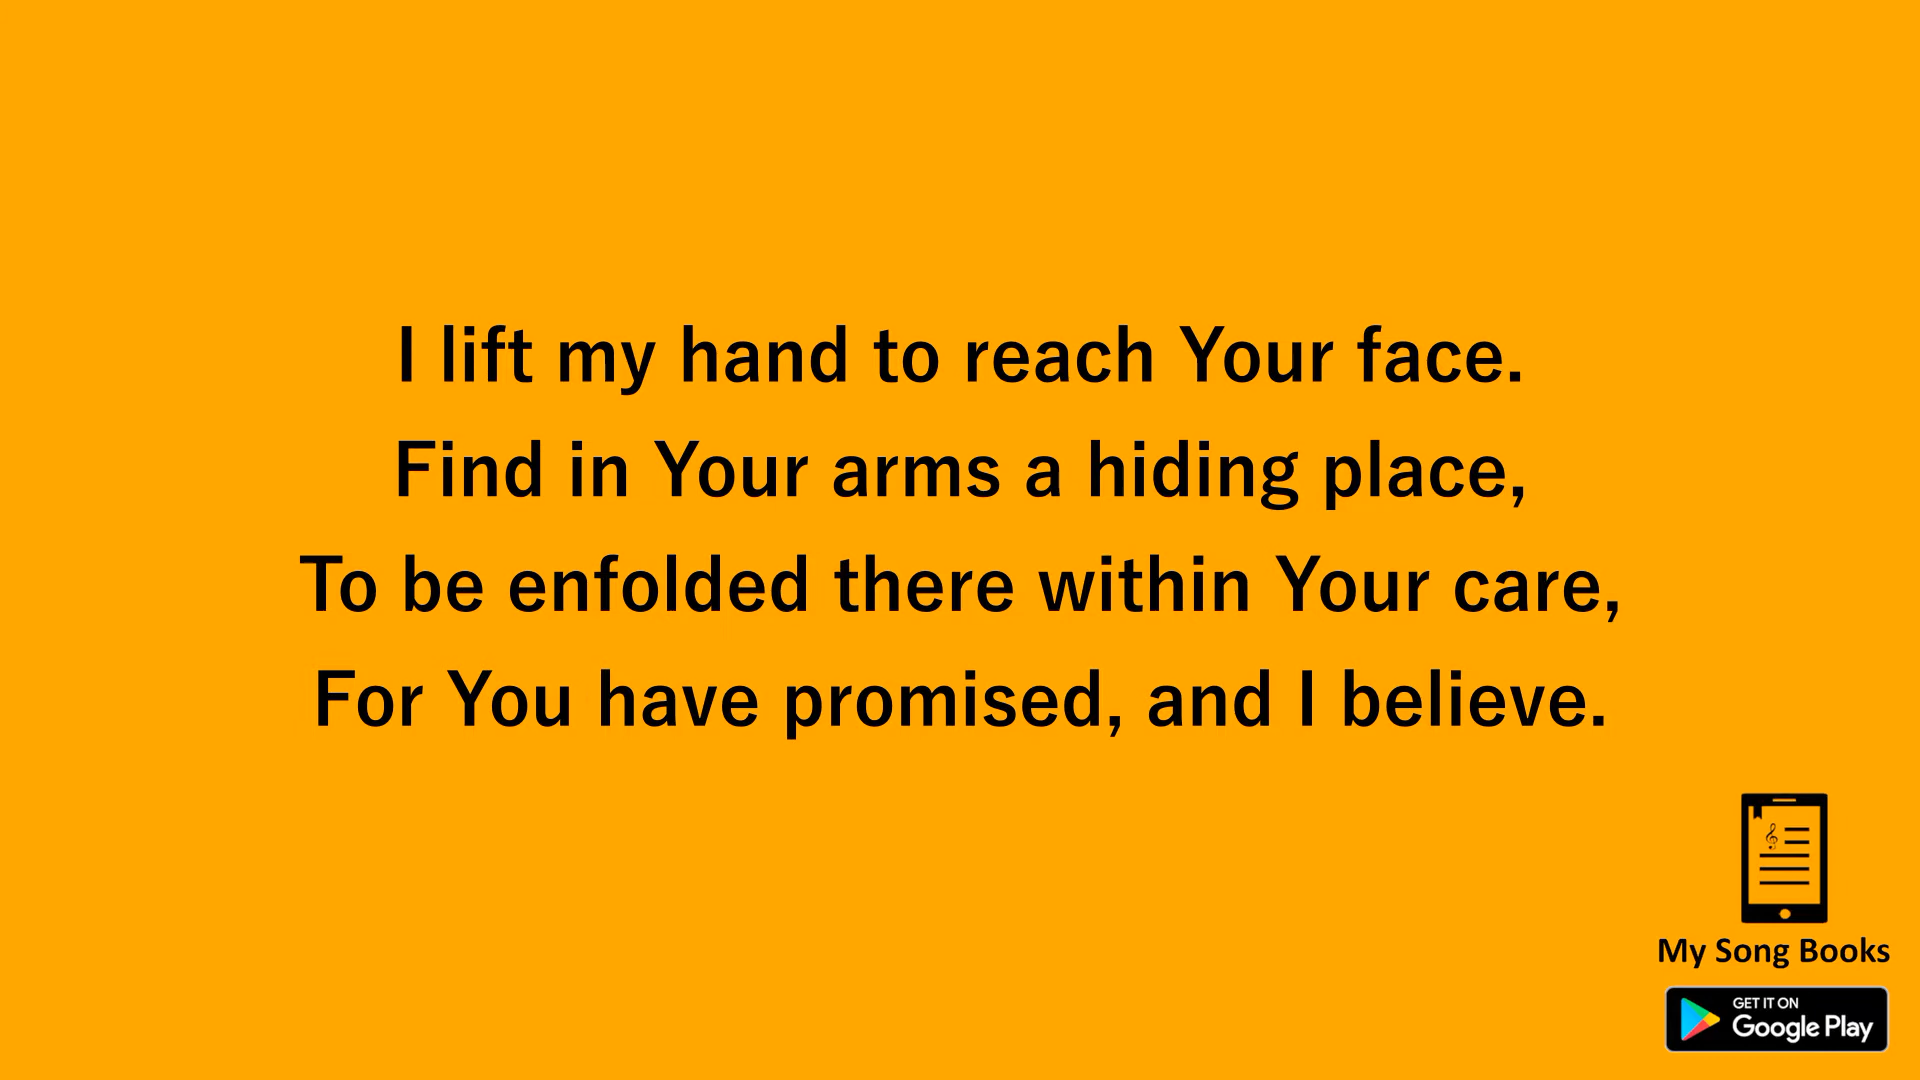 I lift my hand to reach Your face.
Find in Your arms a hiding place,
To be enfolded there within Your care,
For You have promised, and I believe.
My Song Books
GET IT ON
Google Play